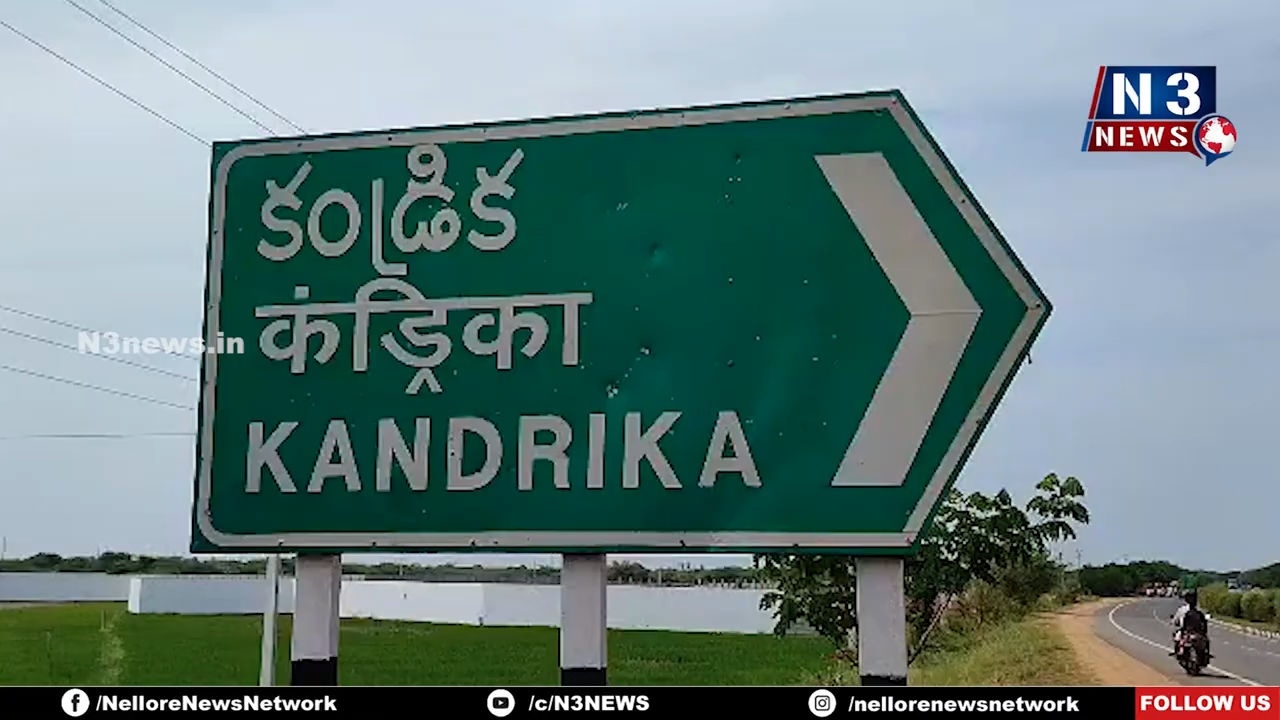 N3
NEWS
కండ్రిక
कंड्रिका
N3news.in
KANDRIKA
/NelloreNewsNetwork
/c/N3NEWS
/nellorenewsnetwork
FOLLOW US